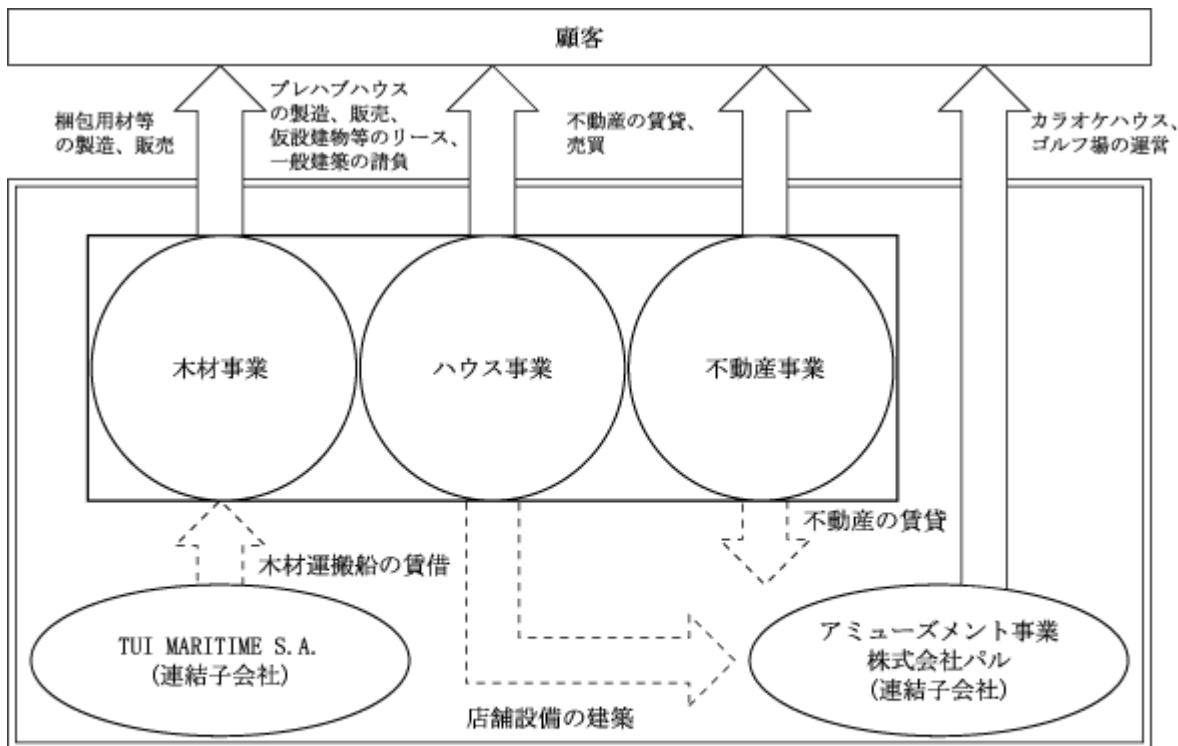 顧客
梱包用材等
の製造、販売
プレハブハウス
の製造、販売、
仮設建物等のリース、
一般建築の請負
不動産の賃貸、
売買
カラオケハウス、
ゴルフ場の運営
木材事業
ハウス事業
不動産事業
木材運搬船の賃借
不動産の賃貸
TUI MARITIME S.A.
(連結子会社)
アミューズメント事業
株式会社パル
(連結子会社)
店舗設備の建築